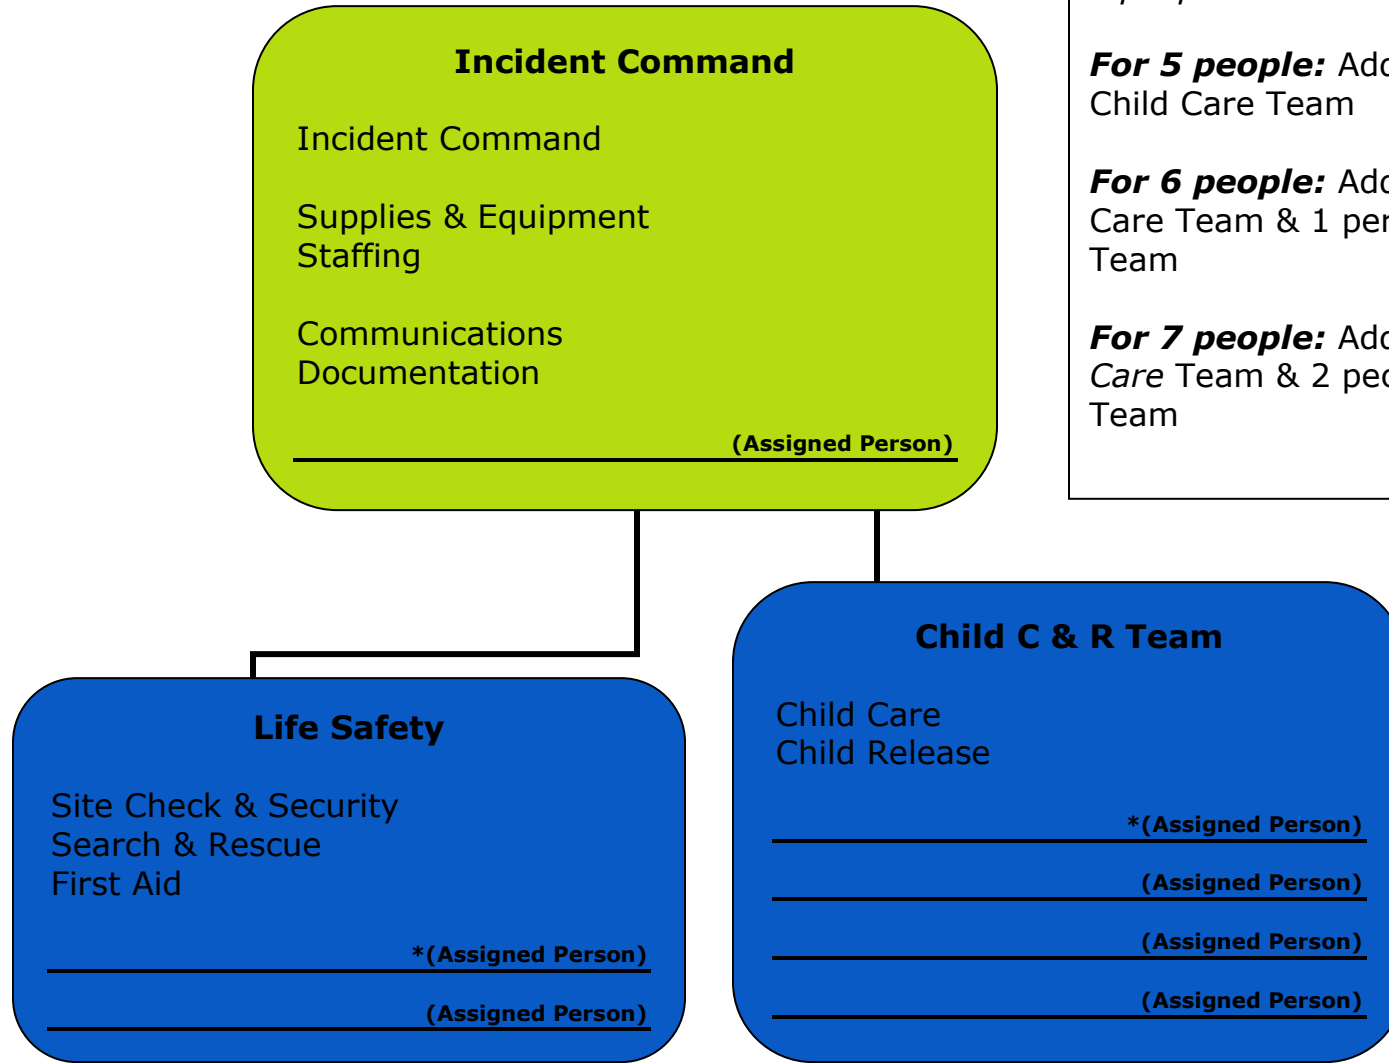 Incident Command
Incident Command
Supplies & Equipment
Staffing
Communications
Documentation
(Assigned Person)
For 5 people:
Child Care Team
For 6 people:
Care Team & 1
Team
For 7 people:
Care Team & 2
Team
Life Safety
Site Check & Security
Search & Rescue
First Aid
*(Assigned Person)
(Assigned Person)
Child C & R Team
Child Care
Child Release
*(Assigned Person)
(Assigned Person)
(Assigned Person)
(Assigned Person)